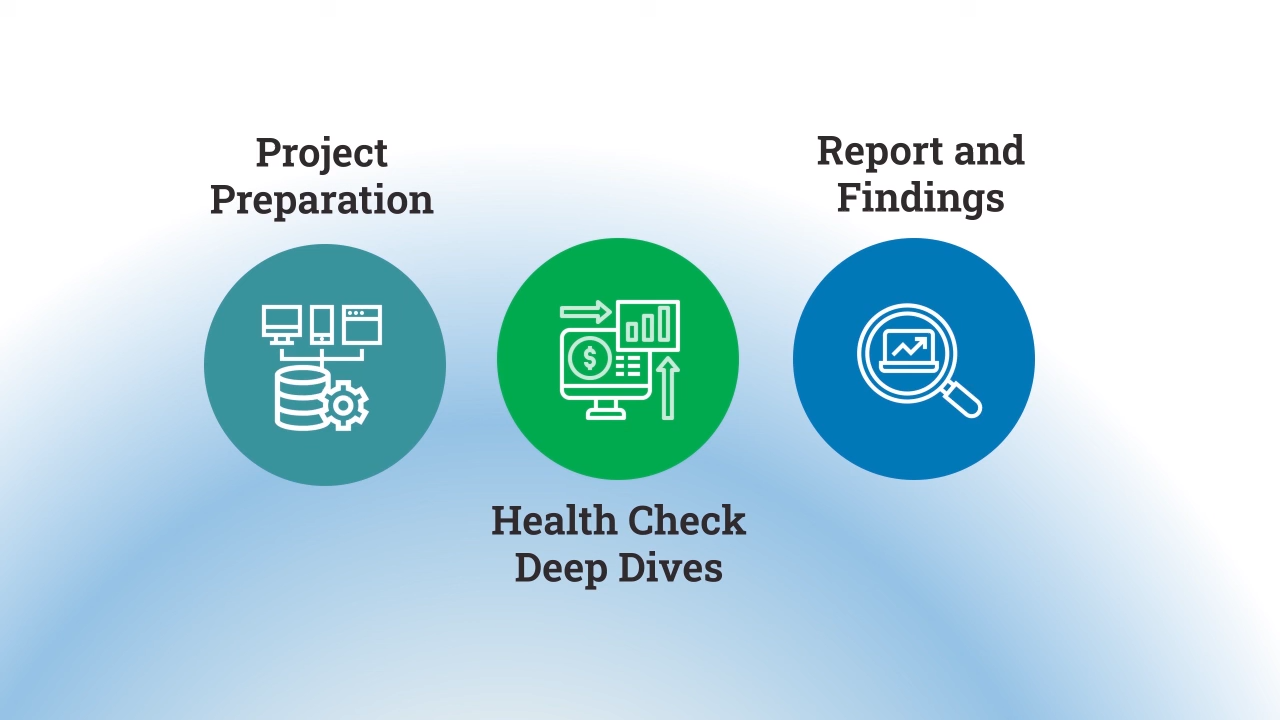 Project
Preparation
Health Check
Deep Dives
Report and
Findings
$